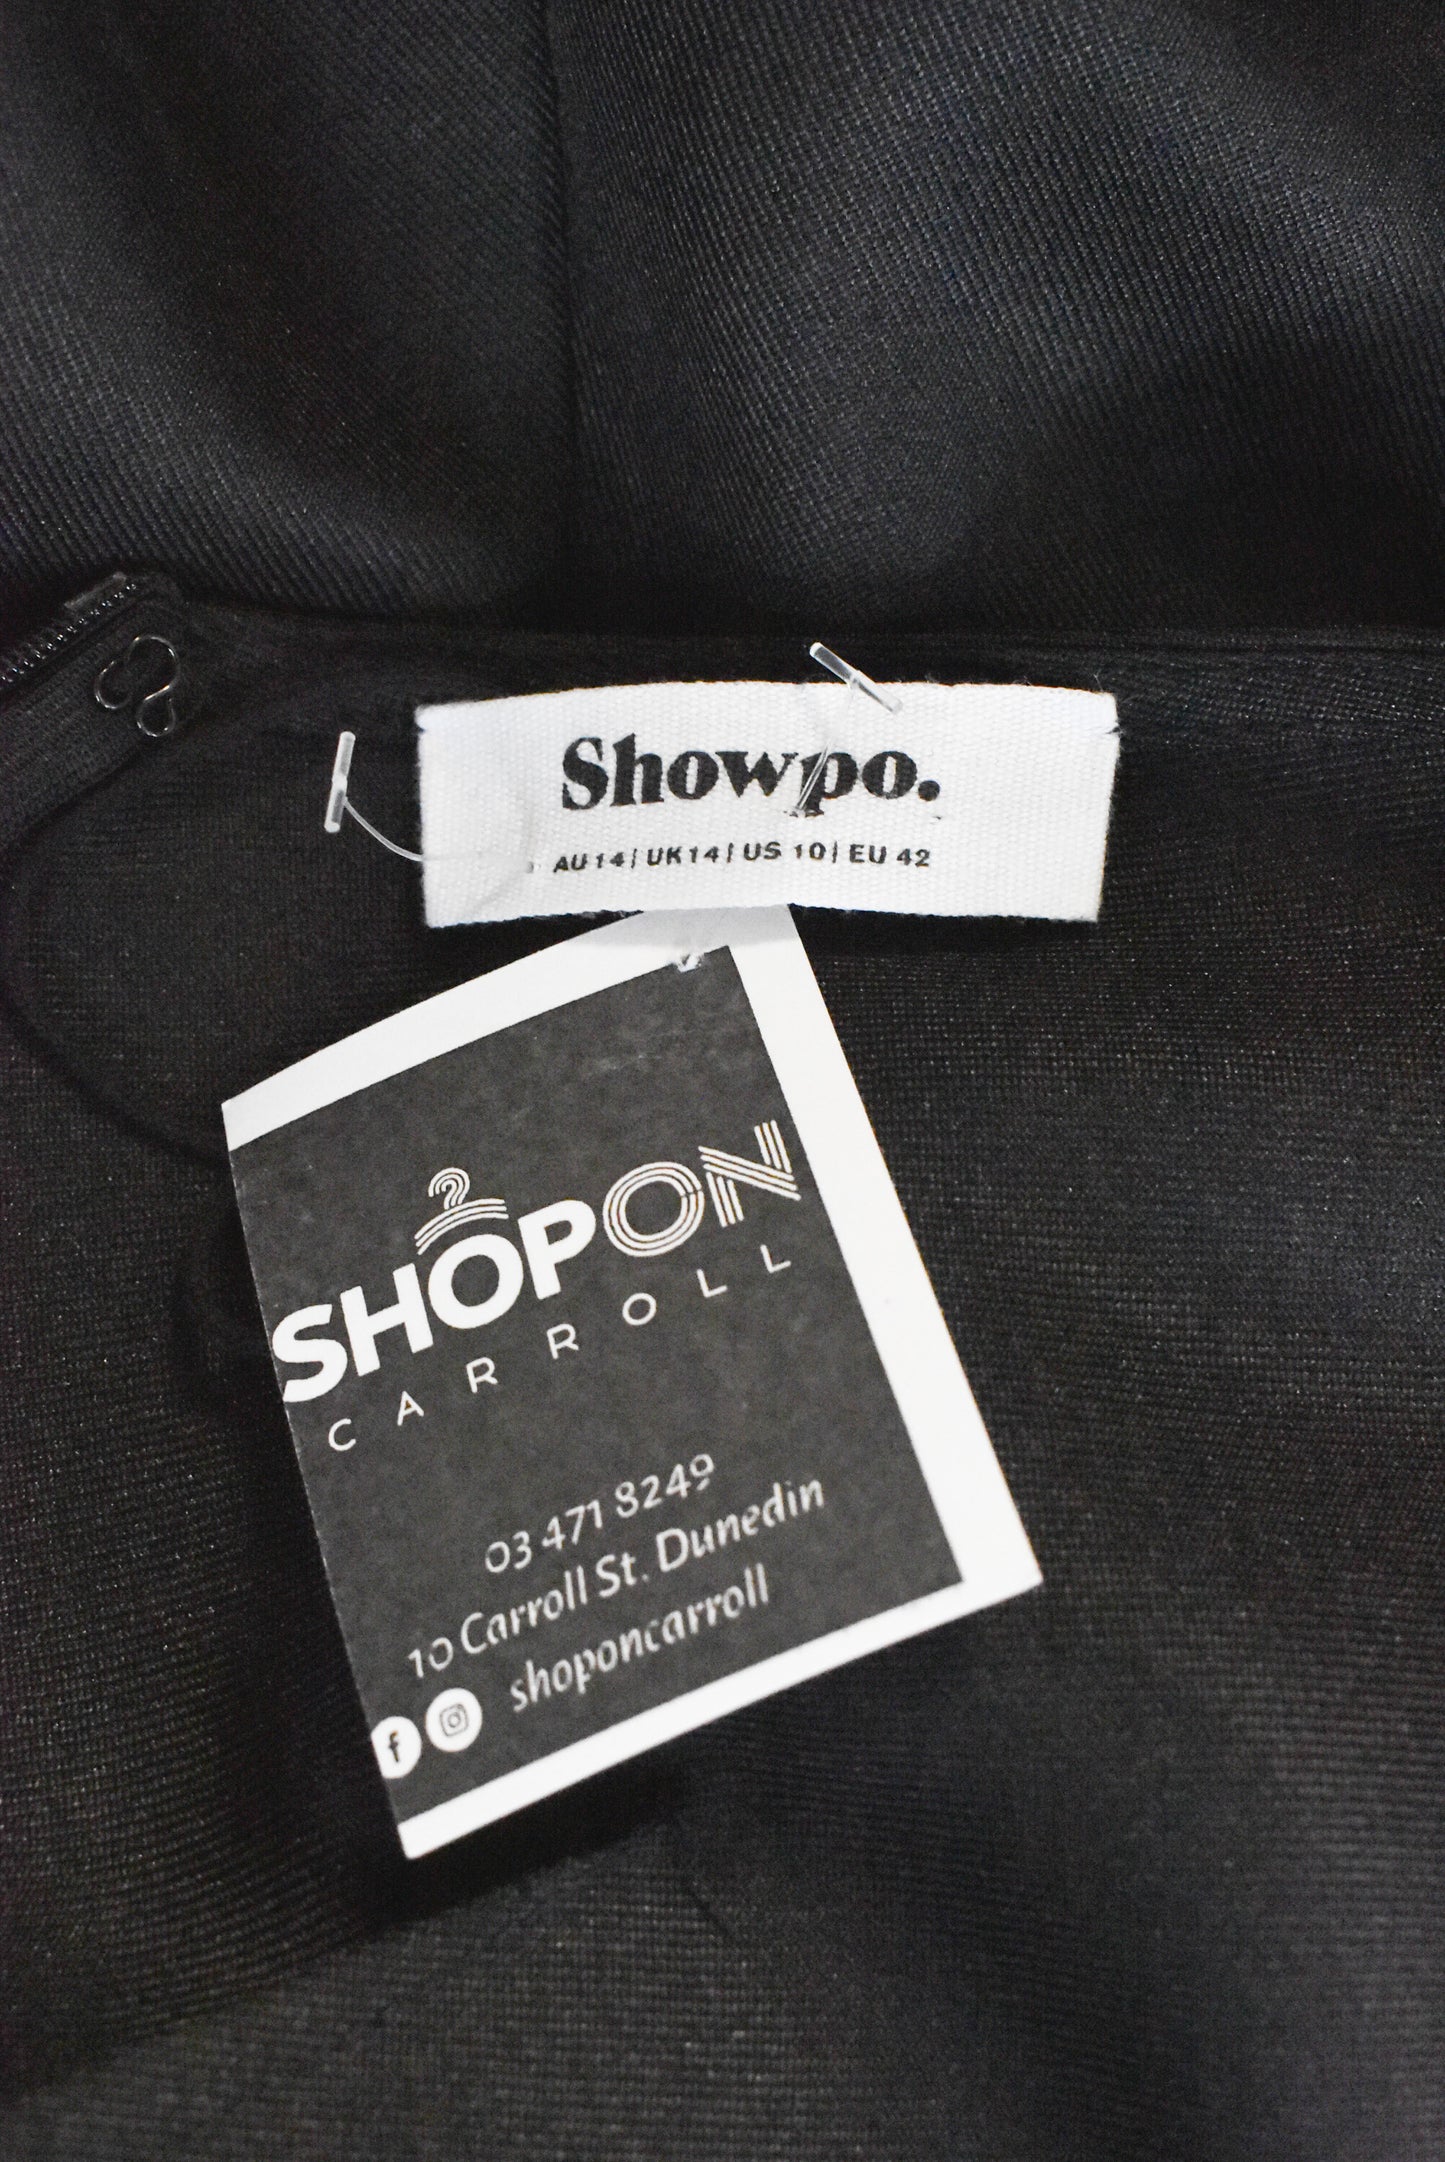 Showpo.
AU 14 | UK 14 | US 10 | EU 42
SHOPON
CARROLL
03 471 8249
10 Carroll St. Dunedin
f shoponcarroll